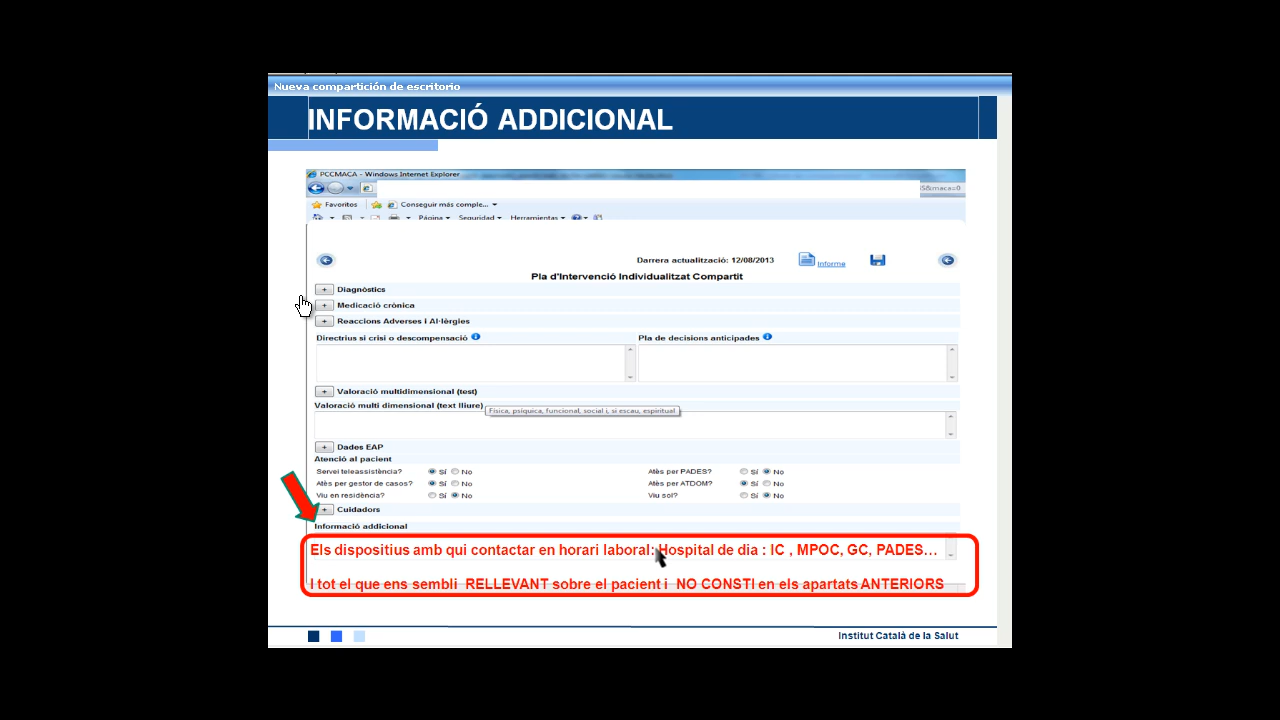 Nueva compartición de escritorio
INFORMACIÓ ADDICIONAL
PCCMACA - Windows Internet Explorer
S&maca=0
Favoritos Conseguir más comple...
Página Seguridad Herramientas
Darrera actualització: 12/08/2013 Informe
Pla d'Intervenció Individualitzat Compartit
+ Diagnòstics
+ Medicació crònica
+ Reaccions Adverses i Al·lèrgies
Directrius si crisi o descompensació Pla de decisions anticipades
+ Valoració multidimensional (test)
Valoració multi dimensional (text lliure)
Física, psíquica, funcional, social i, si escau, espiritual
+ Dades EAP
Atenció al pacient
Servei teleassistència? Sí No Atès per PADES? Sí No
Atès per gestor de casos? Sí No Atès per ATDOM? Sí No
Viu en residència? Sí No Viu sol? Sí No
+ Cuidadors
Informació addicional
Els dispositius amb qui contactar en horari laboral: Hospital de dia : IC , MPOC, GC, PADES...
I tot el que ens sembli RELLEVANT sobre el pacient i NO CONSTI en els apartats ANTERIORS
Institut Català de la Salut